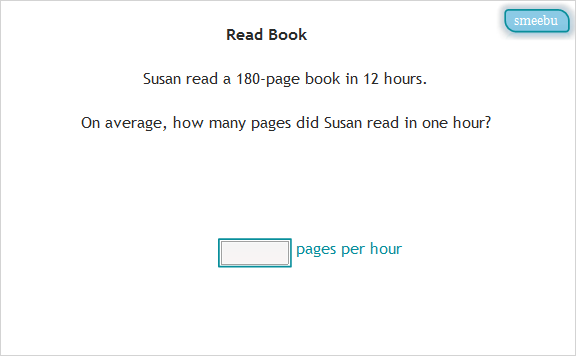 smeebu
Read Book
Susan read a 180-page book in 12 hours.
On average, how many pages did Susan read in one hour?
pages per hour